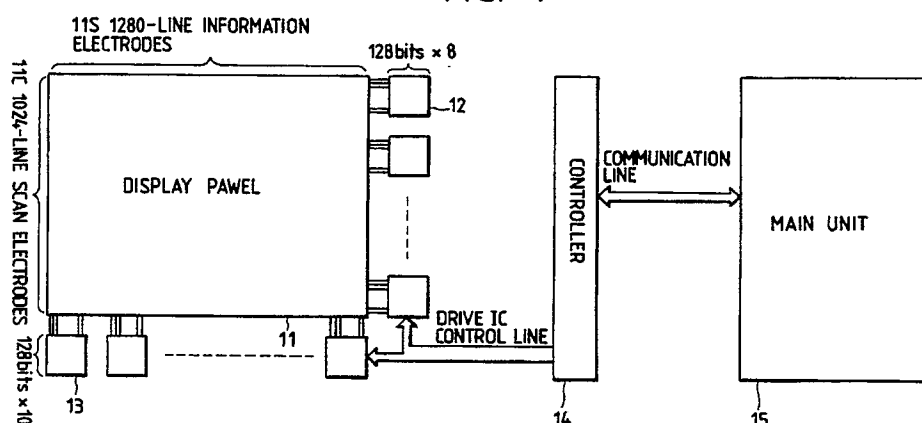 11S 1280-LINE INFORMATION
ELECTRODES
128bits × 8
12
11C 1024-LINE SCAN ELECTRODES
DISPLAY PAWEL
CONTROLLER
COMMUNICATION
LINE
MAIN UNIT
11
DRIVE IC
CONTROL LINE
128bits × 10
13
14
15